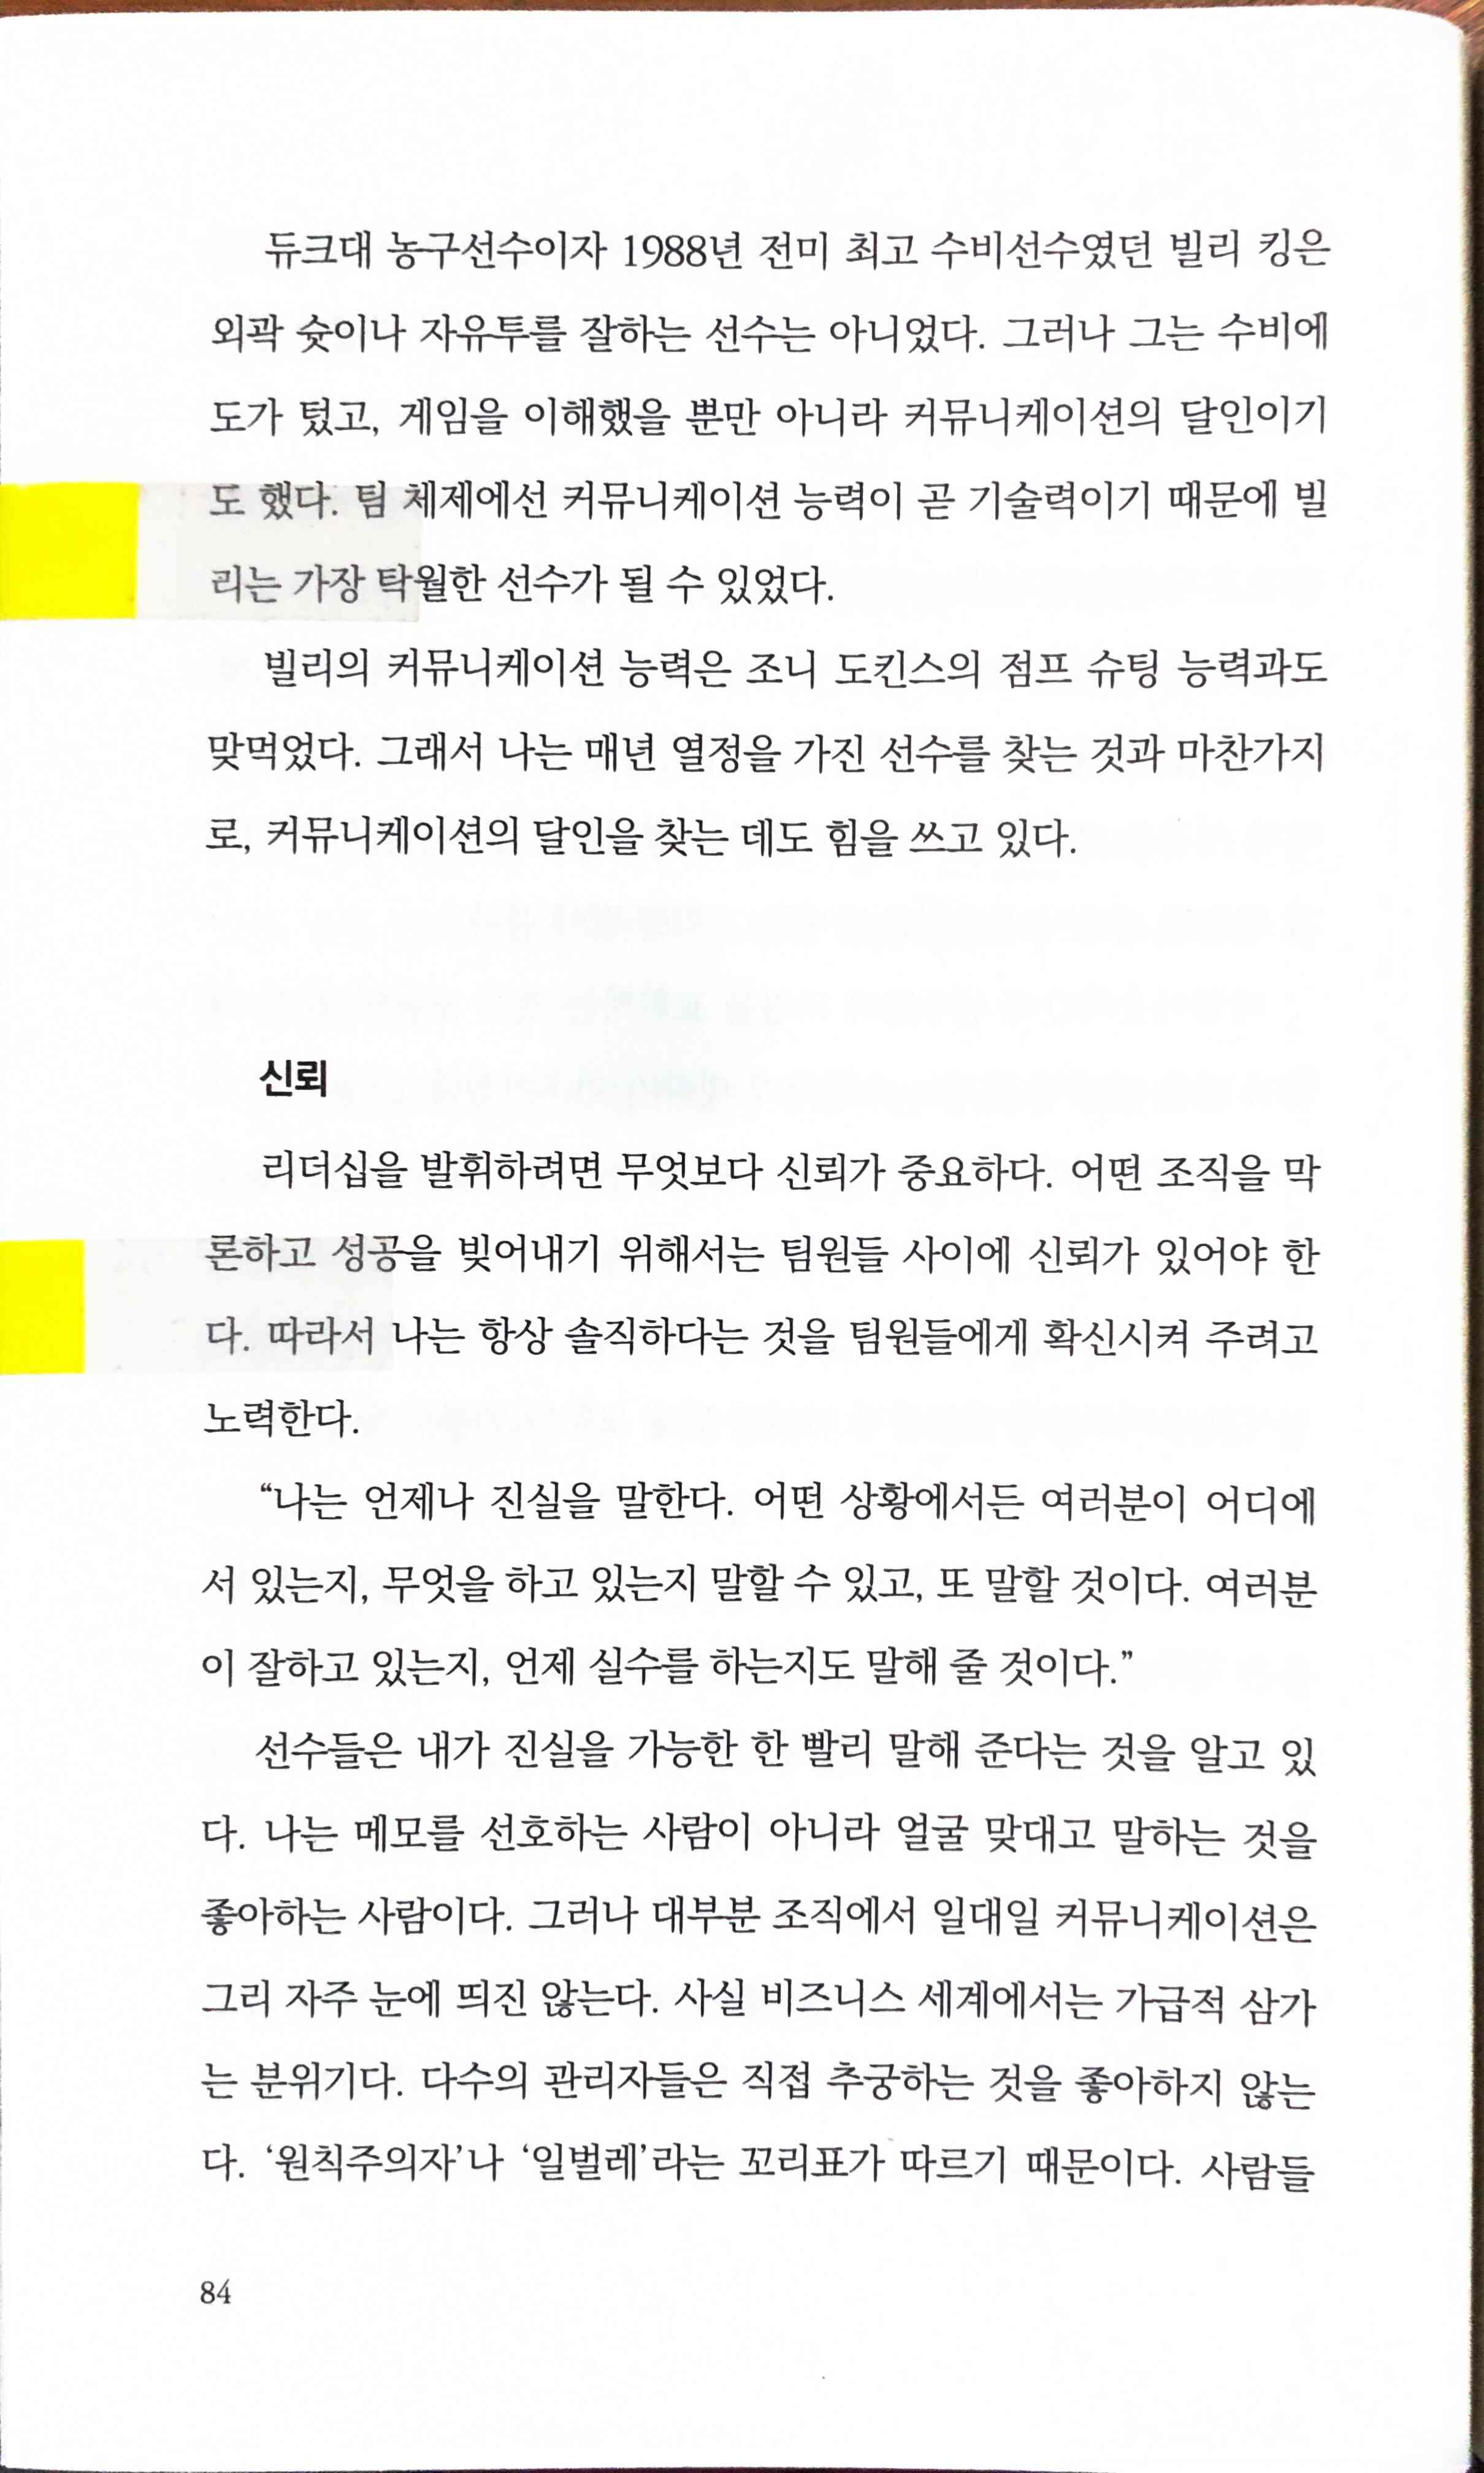 듀크대 농구선수이자 1988년 전미 최고 수비선수였던 빌리 킹은
외곽 슛이나 자유투를 잘하는 선수는 아니었다. 그러나 그는 수비에
도가 텄고, 게임을 이해했을 뿐만 아니라 커뮤니케이션의 달인이기
도 했다. 팀 체제에선 커뮤니케이션 능력이 곧 기술력이기 때문에 빌
리는 가장 탁월한 선수가 될 수 있었다.
빌리의 커뮤니케이션 능력은 조니 도킨스의 점프 슈팅 능력과도
맞먹었다. 그래서 나는 매년 열정을 가진 선수를 찾는 것과 마찬가지
로, 커뮤니케이션의 달인을 찾는 데도 힘을 쓰고 있다.
신뢰
리더십을 발휘하려면 무엇보다 신뢰가 중요하다. 어떤 조직을 막
론하고 성공을 빚어내기 위해서는 팀원들 사이에 신뢰가 있어야 한
다. 따라서 나는 항상 솔직하다는 것을 팀원들에게 확신시켜 주려고
노력한다.
“나는 언제나 진실을 말한다. 어떤 상황에서든 여러분이 어디에
서 있는지, 무엇을 하고 있는지 말할 수 있고, 또 말할 것이다. 여러분
이 잘하고 있는지, 언제 실수를 하는지도 말해 줄 것이다.”
선수들은 내가 진실을 가능한 한 빨리 말해 준다는 것을 알고 있
다. 나는 메모를 선호하는 사람이 아니라 얼굴 맞대고 말하는 것을
좋아하는 사람이다. 그러나 대부분 조직에서 일대일 커뮤니케이션은
그리 자주 눈에 띄진 않는다. 사실 비즈니스 세계에서는 가급적 삼가
는 분위기다. 다수의 관리자들은 직접 추궁하는 것을 좋아하지 않는
다. ‘원칙주의자’나 ‘일벌레’라는 꼬리표가 따르기 때문이다. 사람들
84